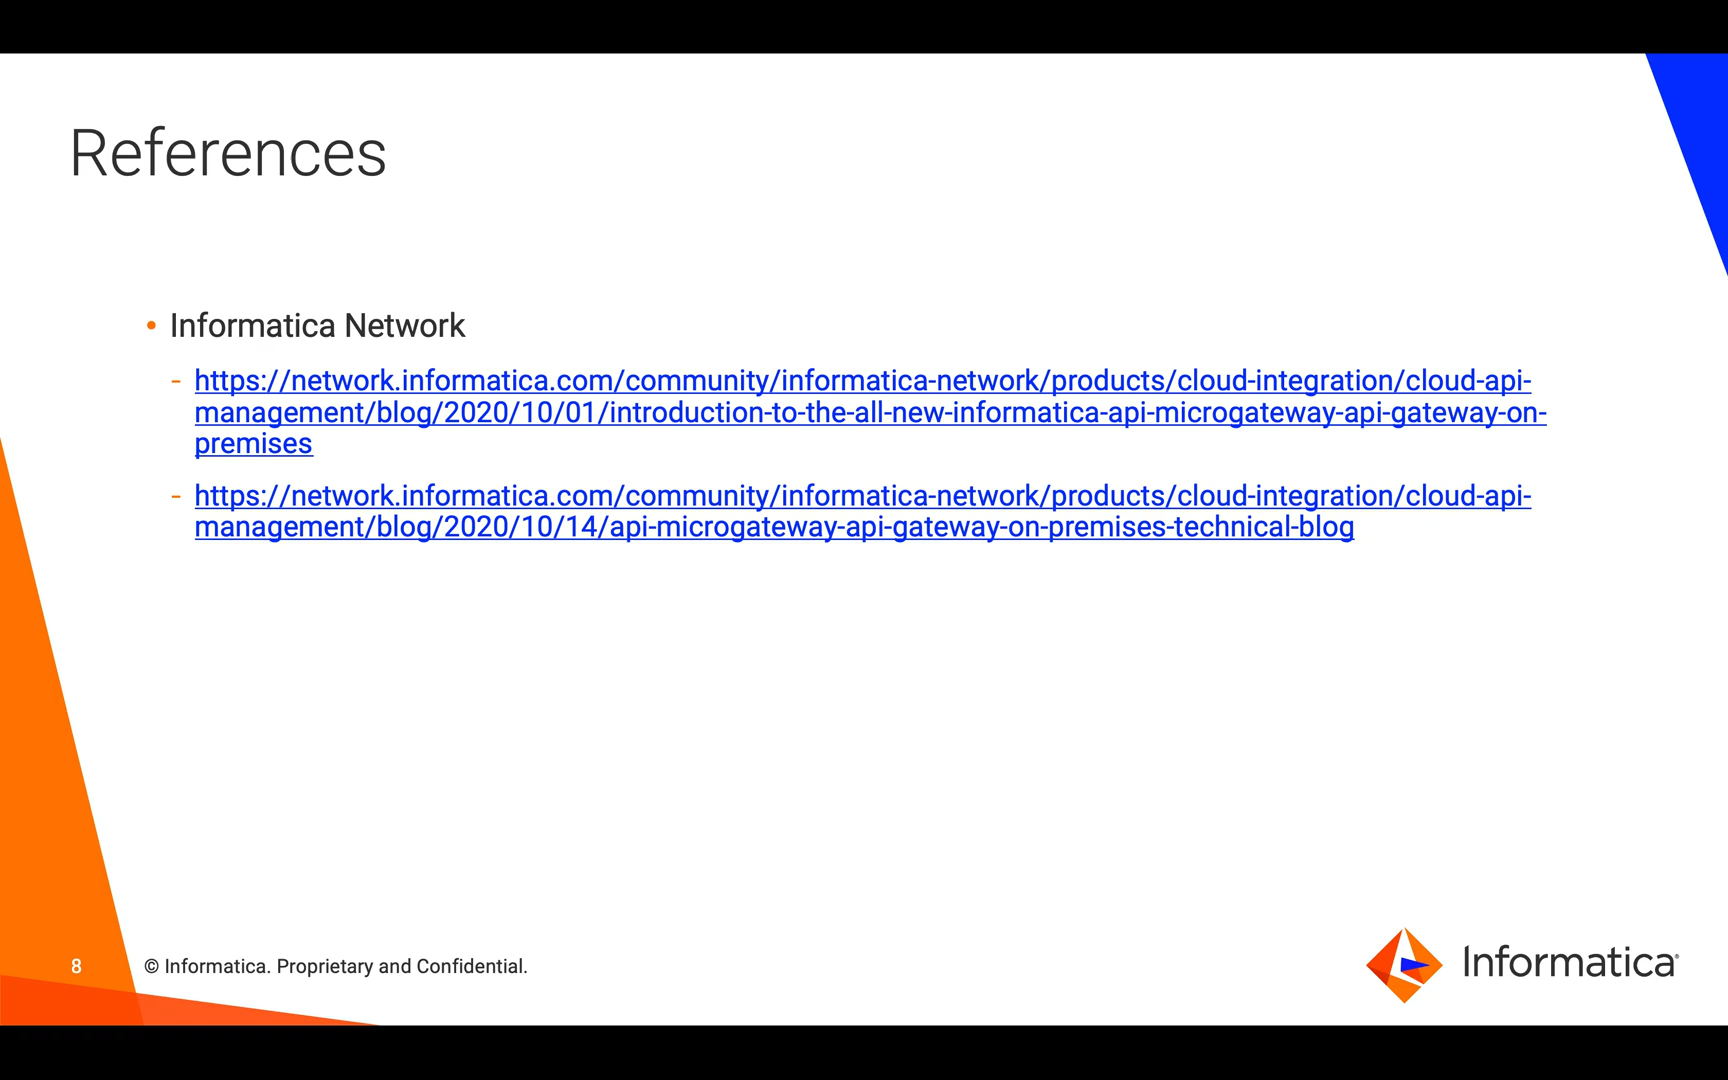 References
• Informatica Network
- https://network.informatica.com/community/informatica-network/products/cloud-integration/cloud-api-
management/blog/2020/10/01/introduction-to-the-all-new-informatica-api-microgateway-api-gateway-on-
premises
- https://network.informatica.com/community/informatica-network/products/cloud-integration/cloud-api-
management/blog/2020/10/14/api-microgateway-api-gateway-on-premises-technical-blog
8 © Informatica. Proprietary and Confidential.
Informatica